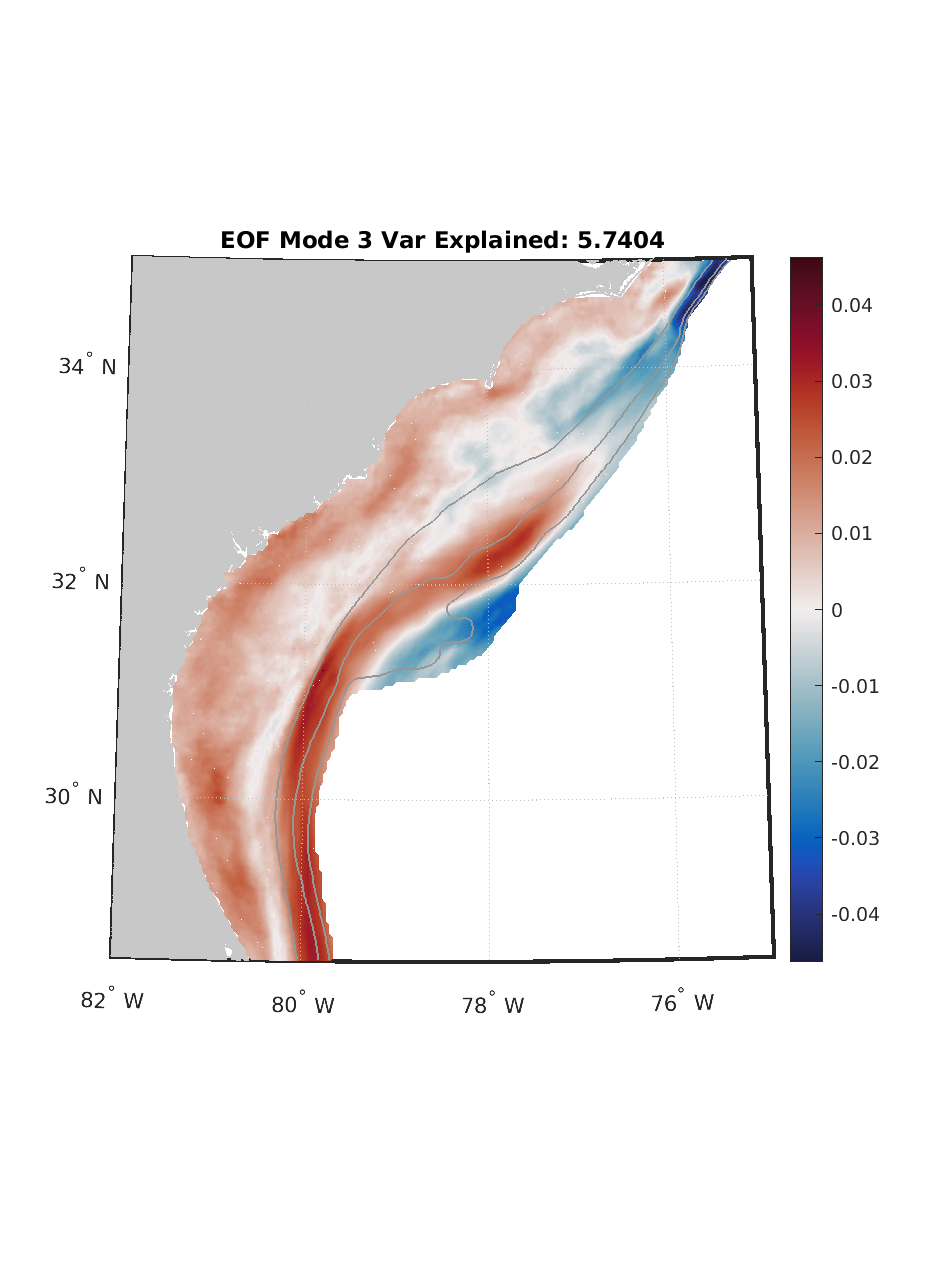 EOF Mode 3 Var Explained: 5.7404
34° N
32° N
30° N
82° W
80° W
78° W
76° W
0.04
0.03
0.02
0.01
0
-0.01
-0.02
-0.03
-0.04